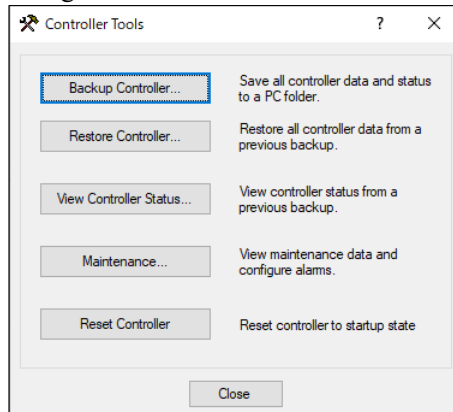 Controller Tools
?
Backup Controller...
Save all controller data and status
to a PC folder.
Restore Controller...
Restore all controller data from a
previous backup.
View Controller Status...
View controller status from a
previous backup.
Maintenance...
View maintenance data and
configure alarms.
Reset Controller
Reset controller to startup state
Close